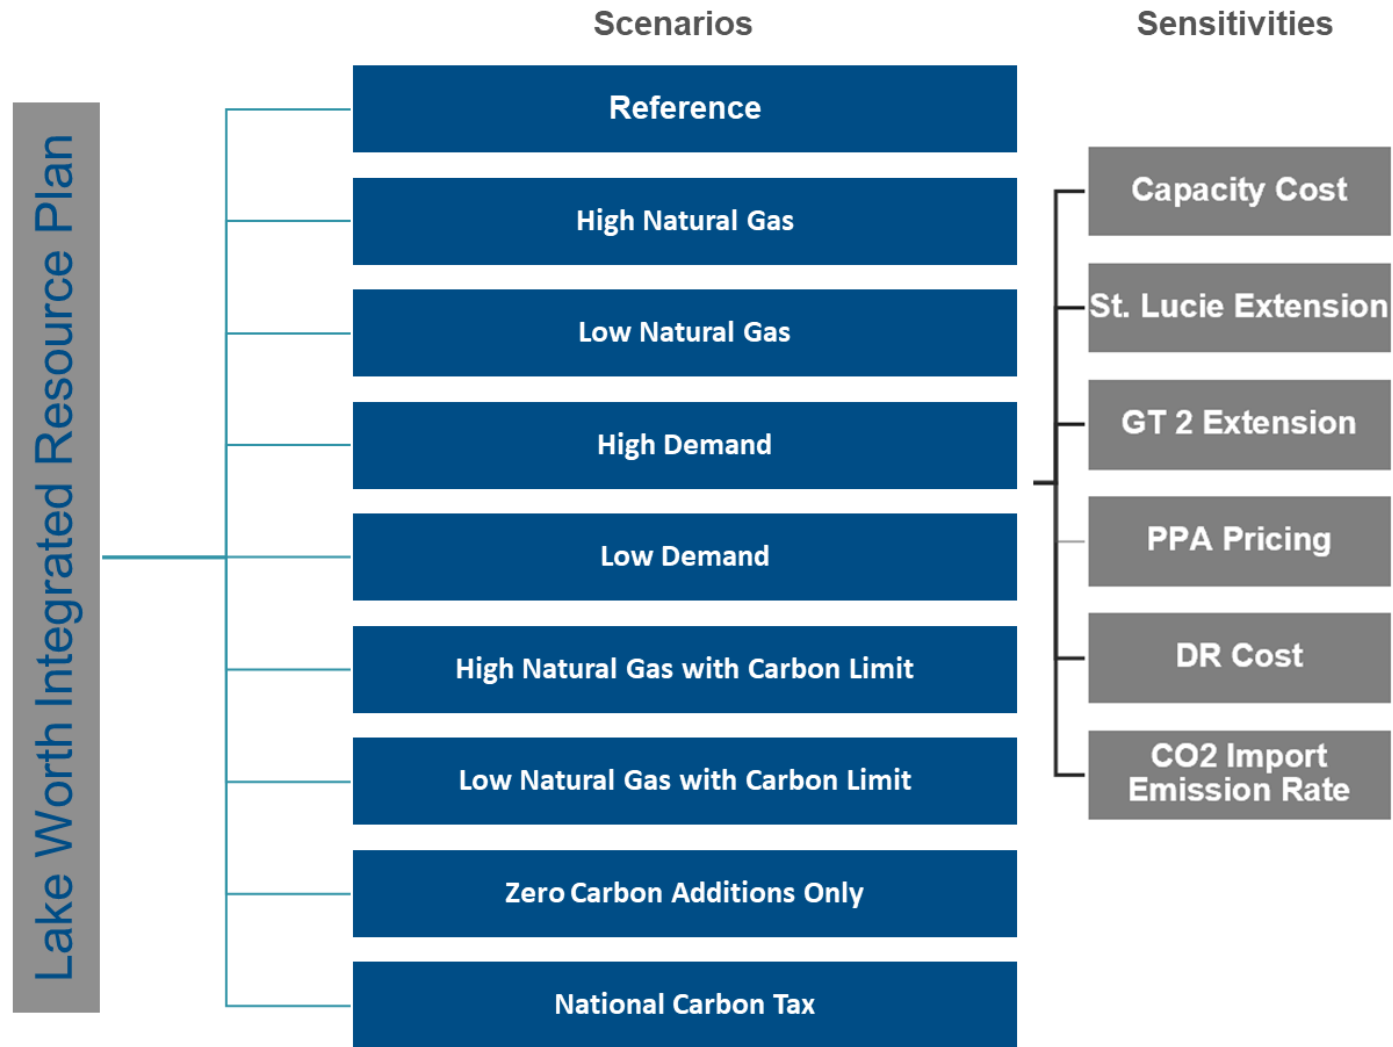 Scenarios
Sensitivities
Lake Worth Integrated Resource Plan
Reference
High Natural Gas
Low Natural Gas
High Demand
Low Demand
High Natural Gas with Carbon Limit
Low Natural Gas with Carbon Limit
Zero Carbon Additions Only
National Carbon Tax
Capacity Cost
St. Lucie Extension
GT 2 Extension
PPA Pricing
DR Cost
CO2 Import
Emission Rate